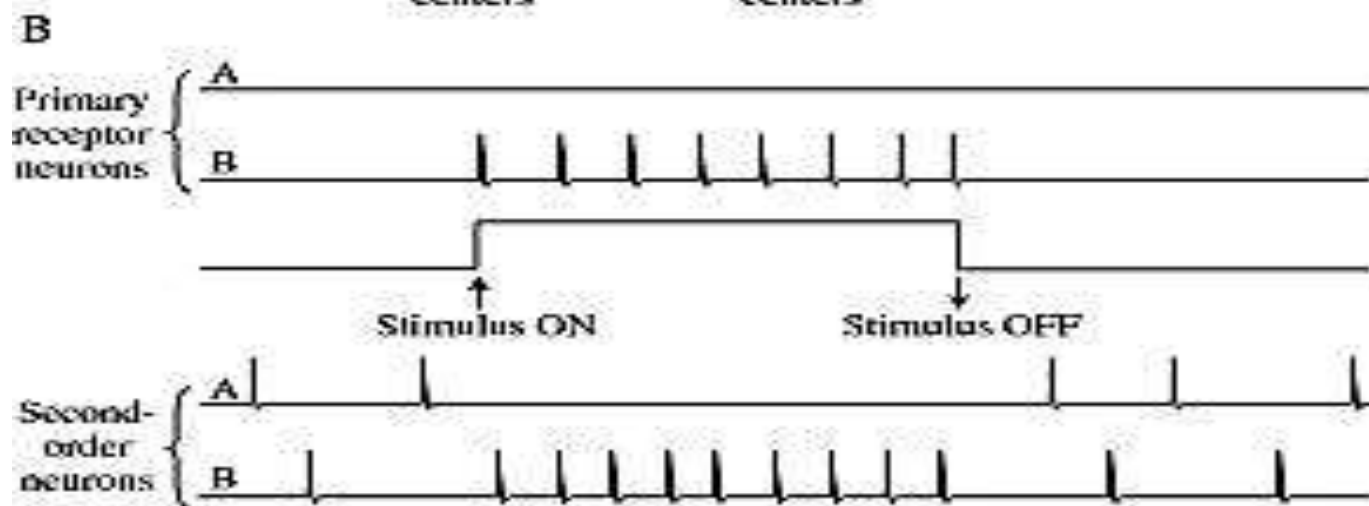 B
A
Primary
receptor
neurons
B
Stimulus ON
Stimulus OFF
A
Second-
order
neurons
B